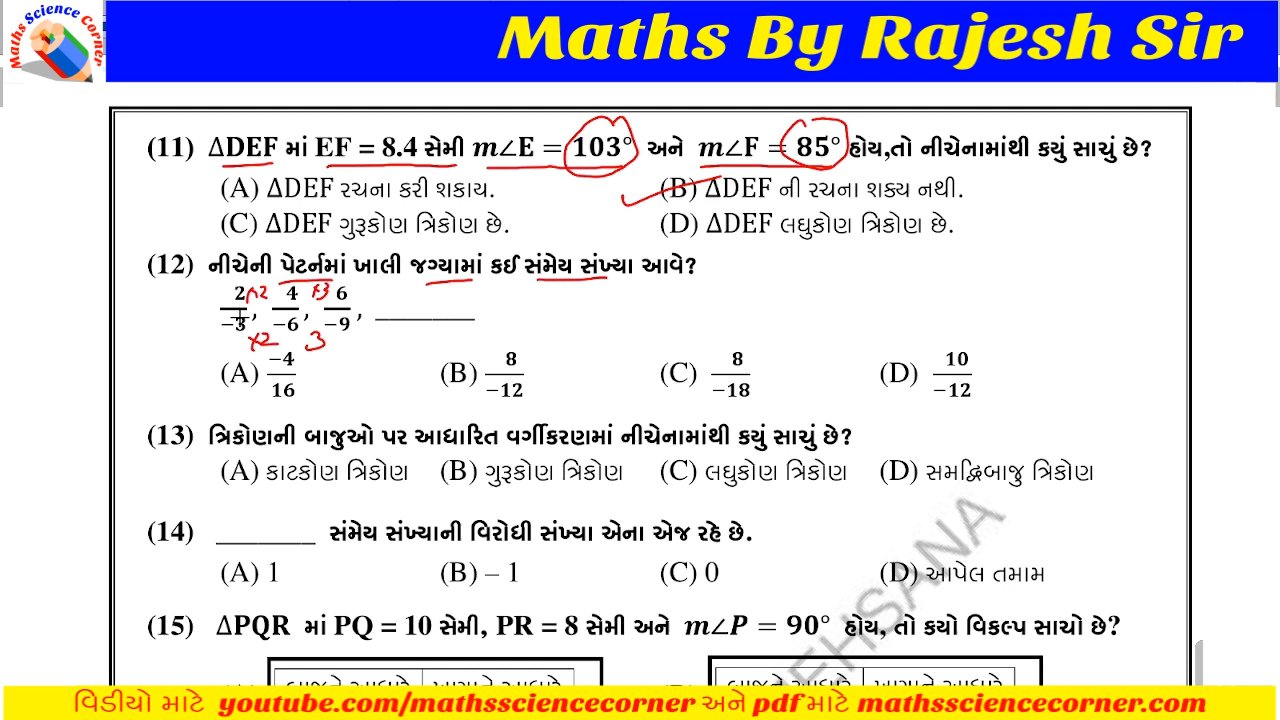 Maths Science Corner
Maths By Rajesh Sir
(11) ΔDEF માં EF = 8.4 સેમી m∠E = 103° અને m∠F = 85° હોય,તો નીચેનામાંથી કયું સાચું છે?
(A) ΔDEF રચના કરી શકાય. (B) ΔDEF ની રચના શક્ય નથી.
(C) ΔDEF ગુરૂકોણ ત્રિકોણ છે. (D) ΔDEF લઘુકોણ ત્રિકોણ છે.
(12) નીચેની પેટર્નમાં ખાલી જગ્યામાં કઈ સંમેય સંખ્યા આવે?
2/−3, 4/−6, 6/−9, ________
(A) −4/16 (B) 8/−12 (C) 8/−18 (D) 10/−12
(13) ત્રિકોણની બાજુઓ પર આધારિત વર્ગીકરણમાં નીચેનામાંથી કયું સાચું છે?
(A) કાટકોણ ત્રિકોણ (B) ગુરૂકોણ ત્રિકોણ (C) લઘુકોણ ત્રિકોણ (D) સમદ્વિબાજુ ત્રિકોણ
(14) ________ સંમેય સંખ્યાની વિરોધી સંખ્યા એના એજ રહે છે.
(A) 1 (B) – 1 (C) 0 (D) આપેલ તમામ
(15) ΔPQR માં PQ = 10 સેમી, PR = 8 સેમી અને m∠P = 90° હોય, તો કયો વિકલ્પ સાચો છે?
વિડીયો માટે youtube.com/mathssciencecorner અને pdf માટે mathssciencecorner.com